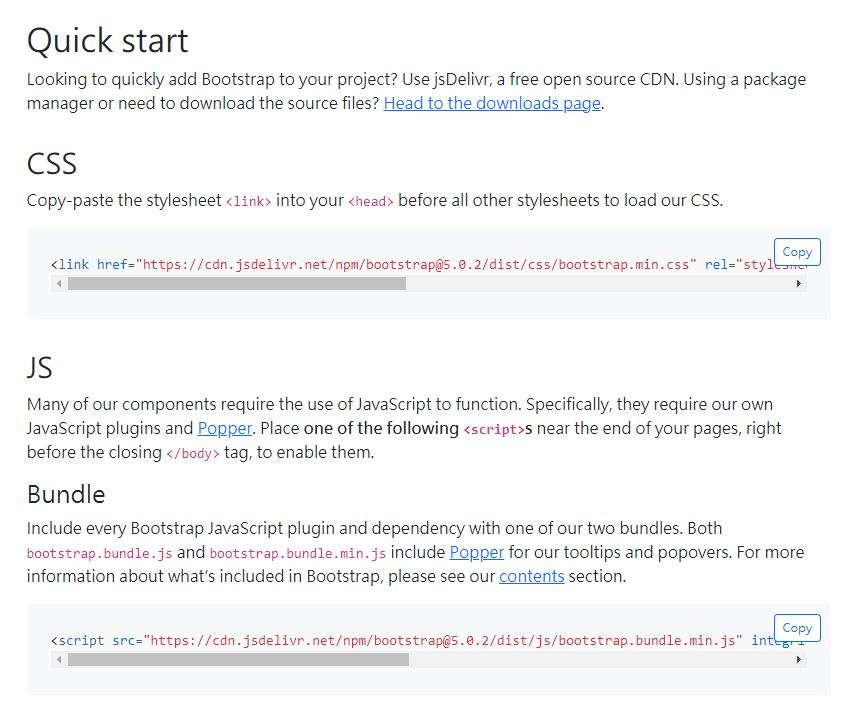 Quick start
Looking to quickly add Bootstrap to your project? Use jsDelivr, a free open source CDN. Using a package
manager or need to download the source files? Head to the downloads page.
CSS
Copy-paste the stylesheet <link> into your <head> before all other stylesheets to load our CSS.
Copy
<link href="https://cdn.jsdelivr.net/npm/bootstrap@5.0.2/dist/css/bootstrap.min.css" rel="stylesheet
JS
Many of our components require the use of JavaScript to function. Specifically, they require our own
JavaScript plugins and Popper. Place one of the following <script>s near the end of your pages, right
before the closing </body> tag, to enable them.
Bundle
Include every Bootstrap JavaScript plugin and dependency with one of our two bundles. Both
bootstrap.bundle.js and bootstrap.bundle.min.js include Popper for our tooltips and popovers. For more
information about what's included in Bootstrap, please see our contents section.
Copy
<script src="https://cdn.jsdelivr.net/npm/bootstrap@5.0.2/dist/js/bootstrap.bundle.min.js" integri